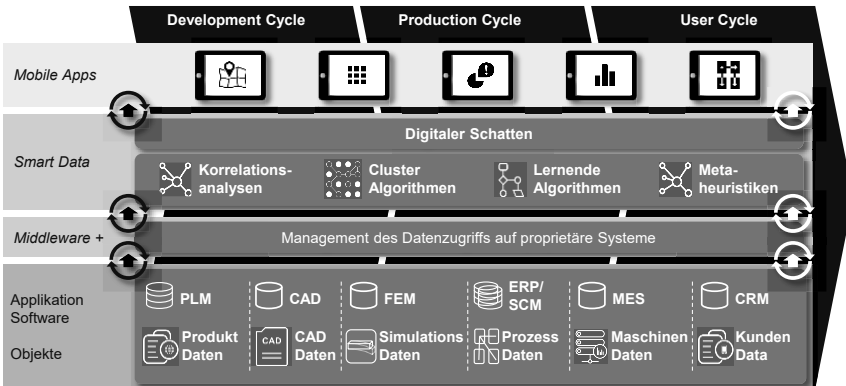 Development Cycle Production Cycle User Cycle
Mobile Apps
Digitaler Schatten
Smart Data
Korrelations-
analysen
Cluster
Algorithmen
Lernende
Algorithmen
Meta-
heuristiken
Middleware +
Management des Datenzugriffs auf proprietäre Systeme
Applikation
Software
PLM
CAD
FEM
ERP/
SCM
MES
CRM
Objekte
Produkt
Daten
CAD
CAD
Daten
Simulations
Daten
Prozess
Daten
Maschinen
Daten
Kunden
Data